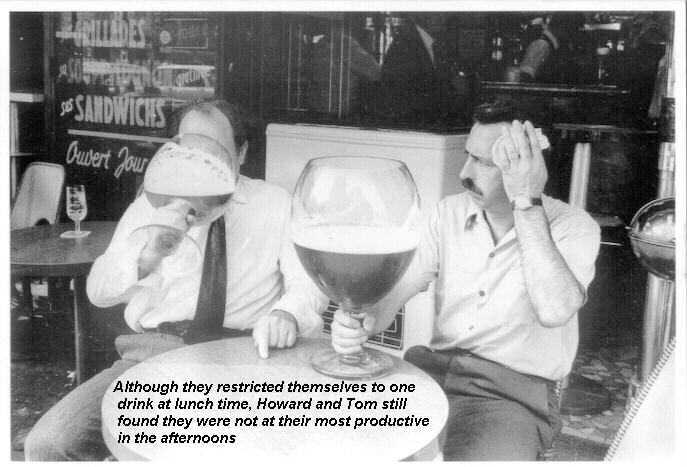 GRILLADES
ses SANDWICHS
Ouvert Jour
Although they restricted themselves to one
drink at lunch time, Howard and Tom still
found they were not at their most productive
in the afternoons